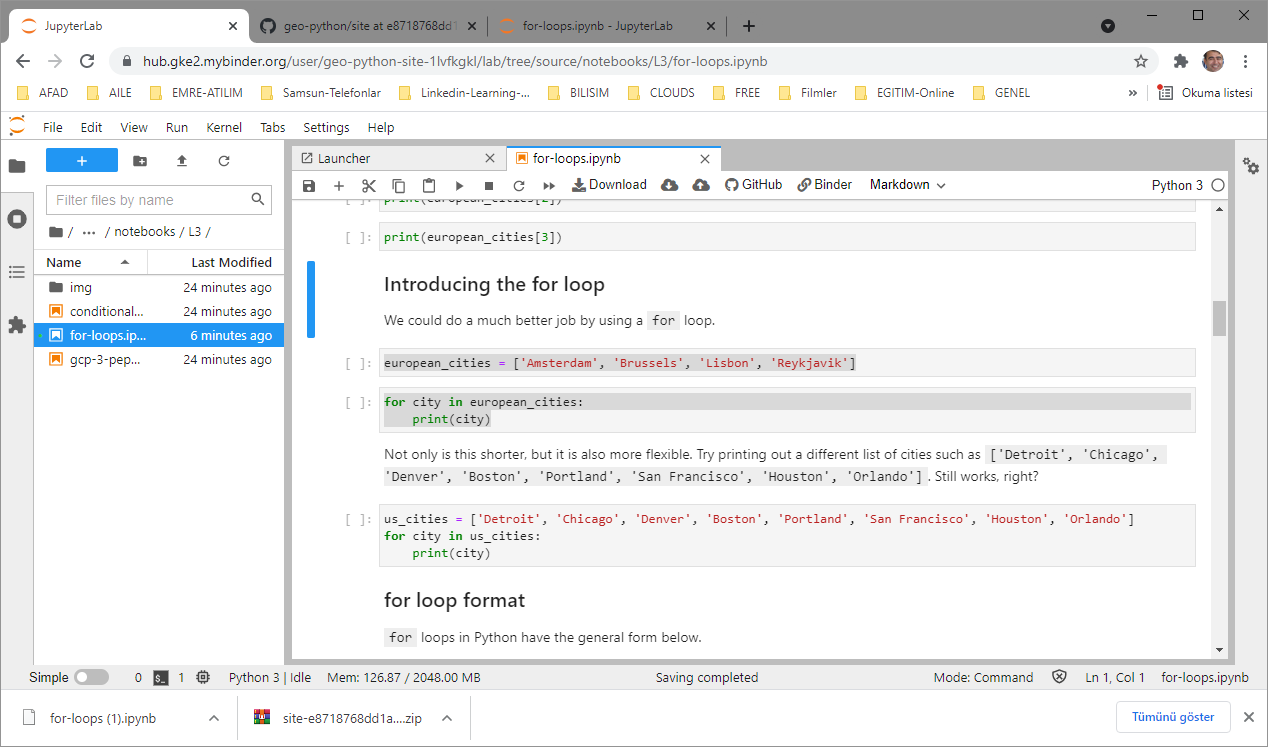 JupyterLab
geo-python/site at e8718768dd1
for-loops.ipynb - JupyterLab
hub.gke2.mybinder.org/user/geo-python-site-1lvfkgkl/lab/tree/source/notebooks/L3/for-loops.ipynb
AFAD AILE EMRE-ATILIM Samsun-Telefonlar Linkedin-Learning-... BILISIM CLOUDS FREE Filmler EGITIM-Online GENEL » Okuma listesi
File Edit View Run Kernel Tabs Settings Help
Launcher
for-loops.ipynb
Download GitHub Binder Markdown Python 3
Filter files by name
/ ... / notebooks / L3 /
Name Last Modified
img 24 minutes ago
conditional... 24 minutes ago
for-loops.ip... 6 minutes ago
gcp-3-pep... 24 minutes ago
[ ]: print(european_cities[2])
[ ]: print(european_cities[3])
Introducing the for loop
We could do a much better job by using a for loop.
[ ]: european_cities = ['Amsterdam', 'Brussels', 'Lisbon', 'Reykjavik']
[ ]: for city in european_cities:
print(city)
Not only is this shorter, but it is also more flexible. Try printing out a different list of cities such as ['Detroit', 'Chicago',
'Denver', 'Boston', 'Portland', 'San Francisco', 'Houston', 'Orlando']. Still works, right?
[ ]: us_cities = ['Detroit', 'Chicago', 'Denver', 'Boston', 'Portland', 'San Francisco', 'Houston', 'Orlando']
for city in us_cities:
print(city)
for loop format
for loops in Python have the general form below.
Simple 0 $_ 1 Python 3 | Idle Mem: 126.87 / 2048.00 MB Saving completed Mode: Command Ln 1, Col 1 for-loops.ipynb
for-loops (1).ipynb
site-e8718768dd1a....zip
Tümünü göster